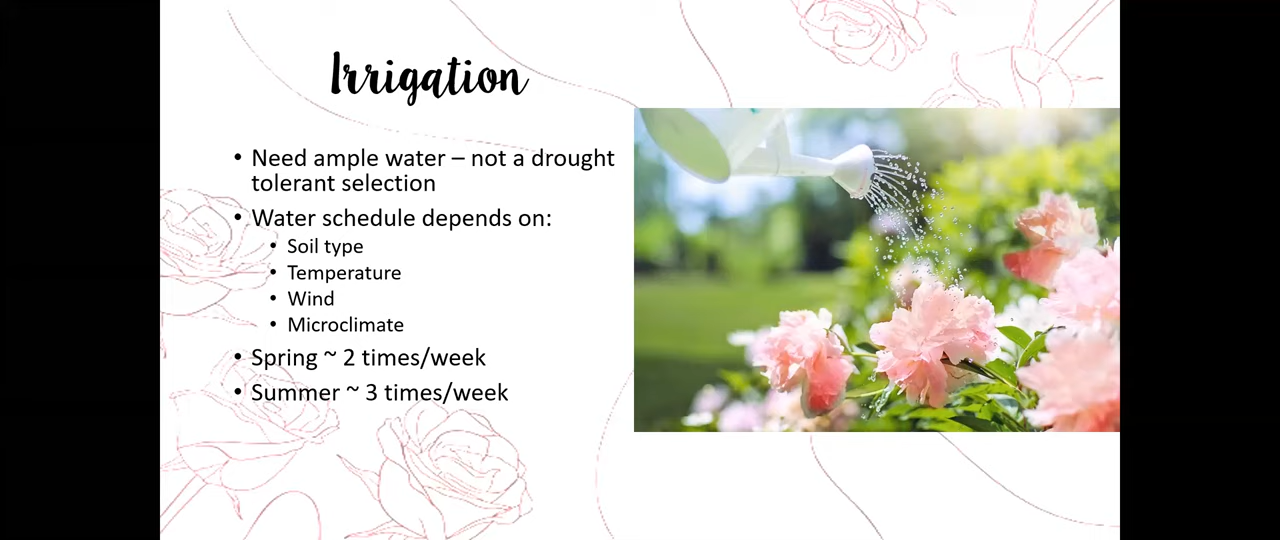 Irrigation
• Need ample water – not a drought
tolerant selection
• Water schedule depends on:
• Soil type
• Temperature
• Wind
• Microclimate
• Spring ~ 2 times/week
• Summer ~ 3 times/week